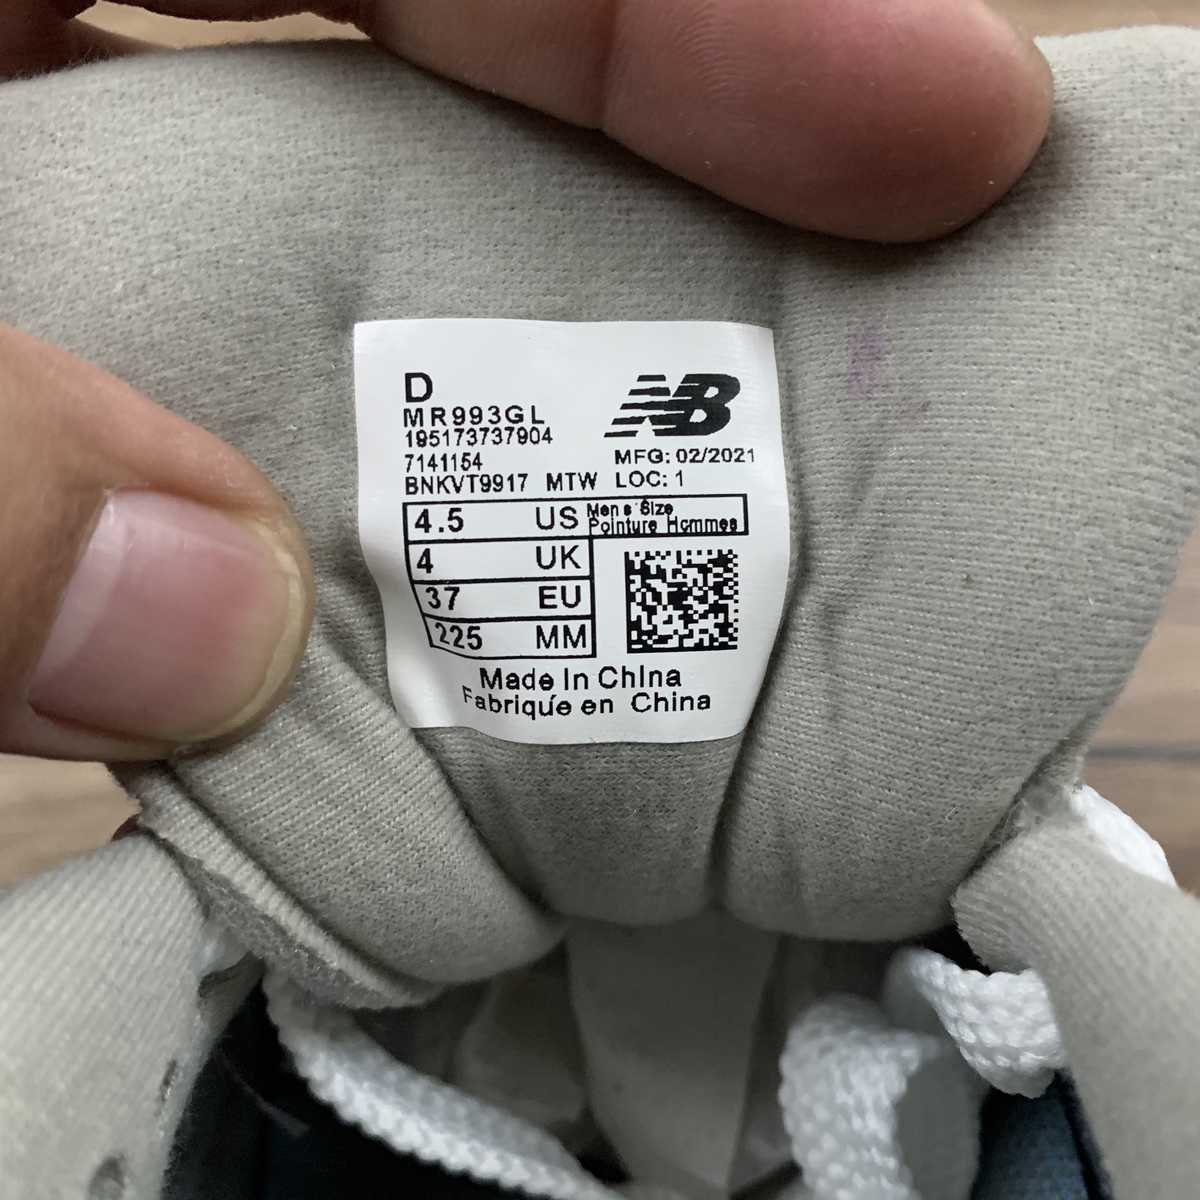 D
MR993GL
195173737904
7141154
BNKVT9917 MTW
NB
MFG: 02/2021
LOC: 1
4.5 US
Men's Size
Pointure Hommes
4 UK
37 EU
225 MM
Made In China
Fabriqúe en China